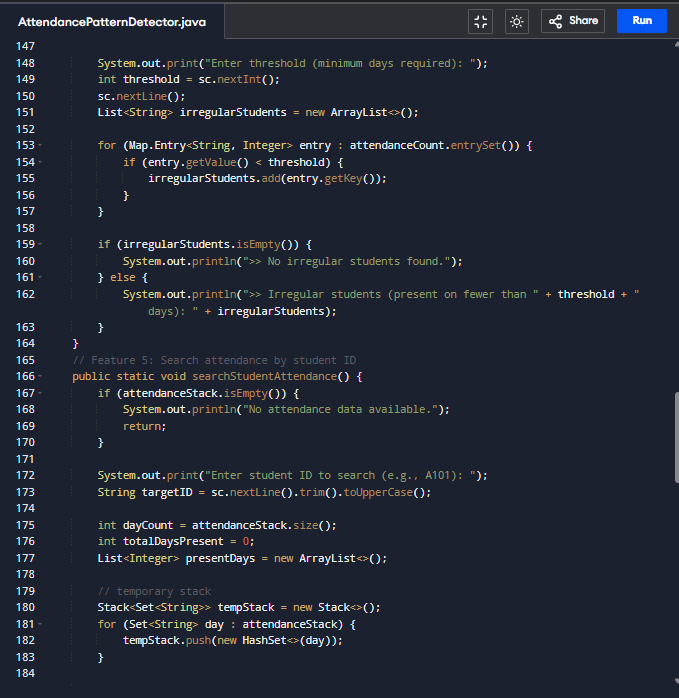 AttendancePatternDetector.java
Share
Run
147
148 System.out.print("Enter threshold (minimum days required): ");
149 int threshold = sc.nextInt();
150 sc.nextLine();
151 List<String> irregularStudents = new ArrayList<>();
152
153 for (Map.Entry<String, Integer> entry : attendanceCount.entrySet()) {
154 if (entry.getValue() < threshold) {
155 irregularStudents.add(entry.getKey());
156 }
157 }
158
159 if (irregularStudents.isEmpty()) {
160 System.out.println(">> No irregular students found.");
161 } else {
162 System.out.println(">> Irregular students (present on fewer than " + threshold + "
days): " + irregularStudents);
163 }
164 }
165 // Feature 5: Search attendance by student ID
166 public static void searchStudentAttendance() {
167 if (attendanceStack.isEmpty()) {
168 System.out.println("No attendance data available.");
169 return;
170 }
171
172 System.out.print("Enter student ID to search (e.g., A101): ");
173 String targetID = sc.nextLine().trim().toUpperCase();
174
175 int dayCount = attendanceStack.size();
176 int totalDaysPresent = 0;
177 List<Integer> presentDays = new ArrayList<>();
178
179 // temporary stack
180 Stack<Set<String>> tempStack = new Stack<>();
181 for (Set<String> day : attendanceStack) {
182 tempStack.push(new HashSet<>(day));
183 }
184